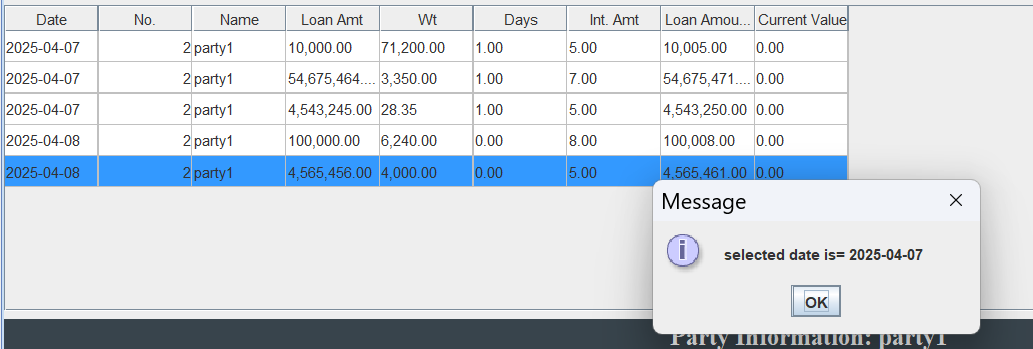 Date No. Name Loan Amt Wt Days Int. Amt Loan Amou... Current Value
2025-04-07 2 party1 10,000.00 71,200.00 1.00 5.00 10,005.00 0.00
2025-04-07 2 party1 54,675,464.... 3,350.00 1.00 7.00 54,675,471.... 0.00
2025-04-07 2 party1 4,543,245.00 28.35 1.00 5.00 4,543,250.00 0.00
2025-04-08 2 party1 100,000.00 6,240.00 0.00 8.00 100,008.00 0.00
2025-04-08 2 party1 4,565,456.00 4,000.00 0.00 5.00 4,565,461.00 0.00
Message
selected date is= 2025-04-07
OK
Party Information: party1